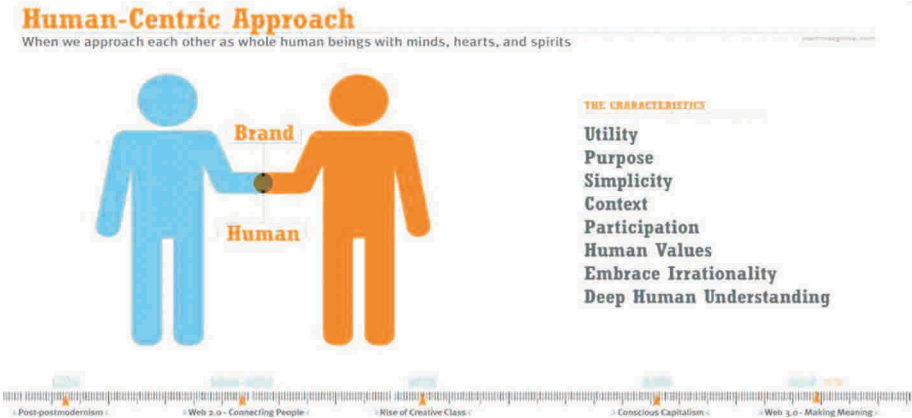 Human-Centric Approach
When we approach each other as whole human beings with minds, hearts, and spirits
Brand
Human
THE CHARACTERISTICS
Utility
Purpose
Simplicity
Context
Participation
Human Values
Embrace Irrationality
Deep Human Understanding
Post-postmodernism
Web 2.0 - Connecting People
Rise of Creative Class
Conscious Capitalism
Web 3.0 - Making Meaning